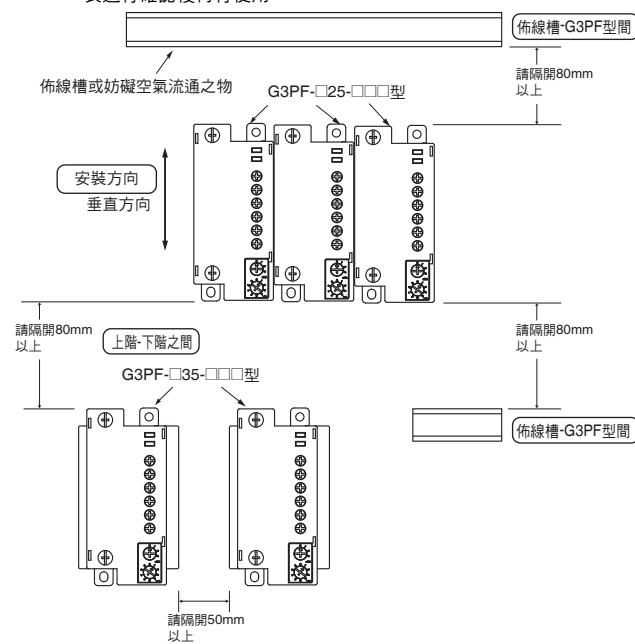 佈線槽-G3PF型間
佈線槽或妨礙空氣流通之物
請隔開80mm
以上
G3PF-□25-□□□型
安裝方向
垂直方向
請隔開80mm
以上
上階-下階之間
請隔開80mm
以上
G3PF-□35-□□□型
佈線槽-G3PF型間
請隔開50mm
以上